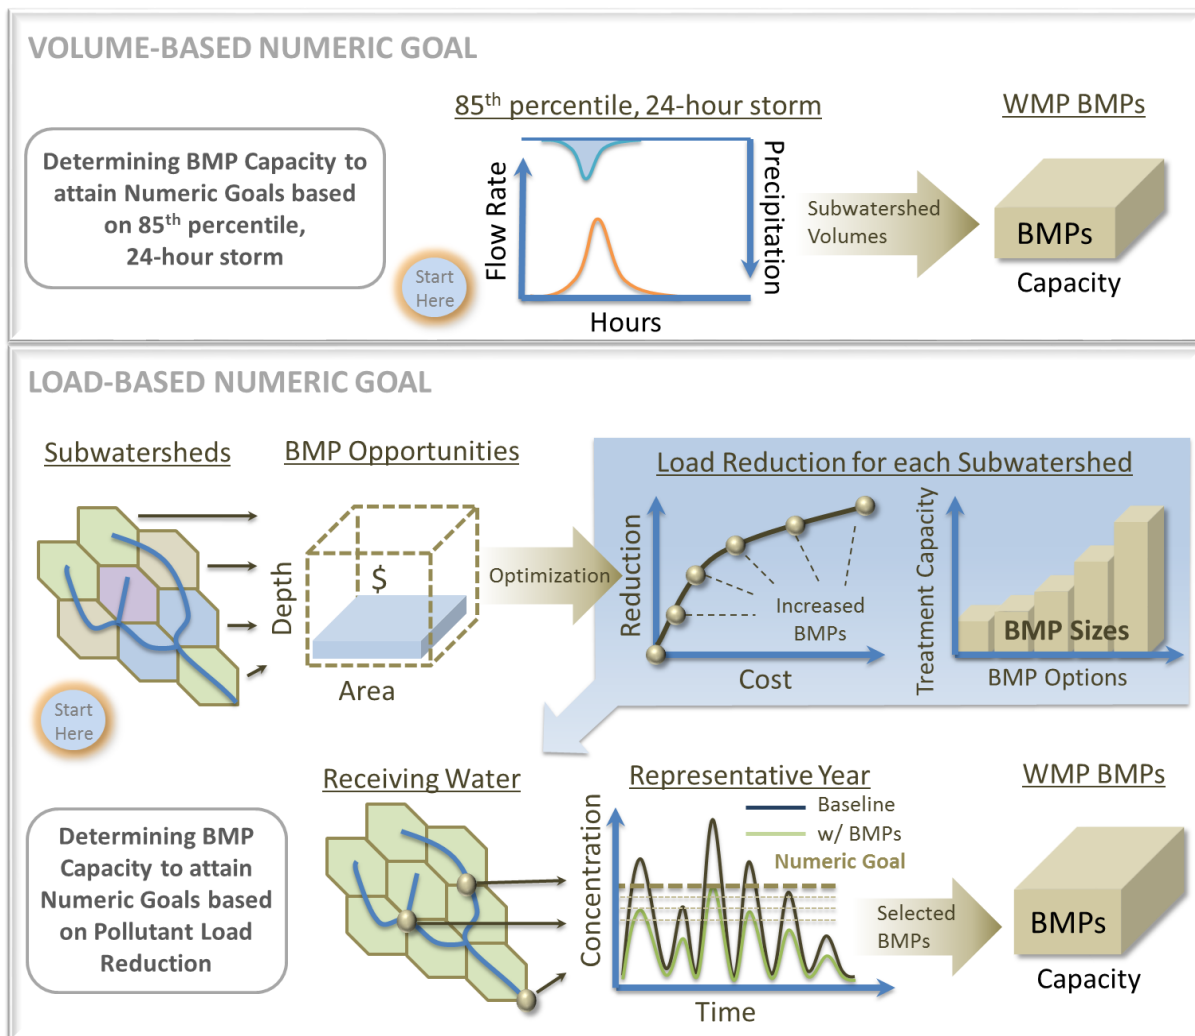 VOLUME-BASED NUMERIC GOAL
85th percentile, 24-hour storm
WMP BMPs
Determining BMP Capacity to
attain Numeric Goals based
on 85th percentile,
24-hour storm
Start
Here
Flow Rate
Precipitation
Hours
Subwatershed
Volumes
BMPs
Capacity
LOAD-BASED NUMERIC GOAL
Subwatersheds
BMP Opportunities
Load Reduction for each Subwatershed
Depth
$
Area
Optimization
Reduction
Increased
BMPs
Cost
Treatment Capacity
BMP Sizes
BMP Options
Start
Here
Receiving Water
Representative Year
WMP BMPs
Baseline
w/ BMPs
Numeric Goal
Determining BMP
Capacity to attain
Numeric Goals based
on Pollutant Load
Reduction
Concentration
Time
Selected
BMPs
BMPs
Capacity